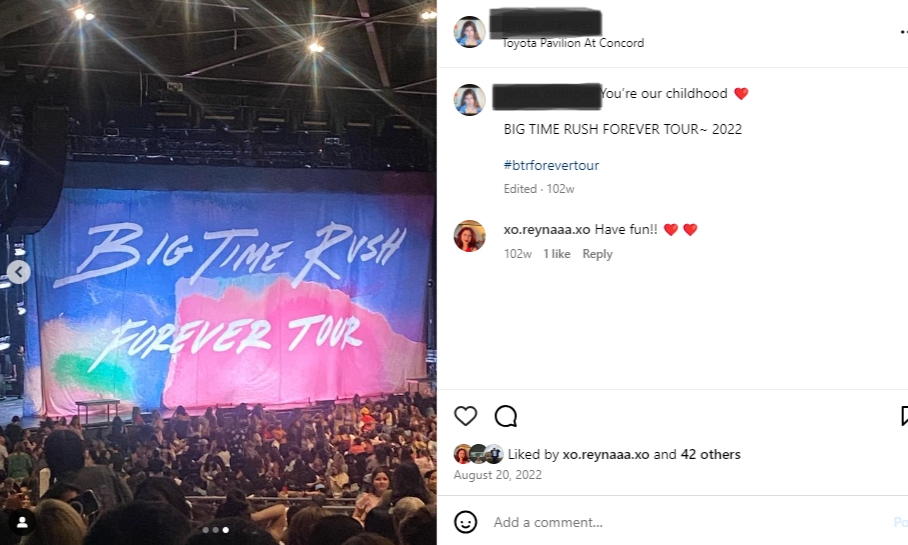 BIG TIME RUSH
FOREVER TOUR
Toyota Pavilion At Concord
You're our childhood ❤️
BIG TIME RUSH FOREVER TOUR~ 2022
#btrforevertour
Edited · 102w
xo.reynaaa.xo Have fun!! ❤️ ❤️
102w 1 like Reply
Liked by xo.reynaaa.xo and 42 others
August 20, 2022
Add a comment...